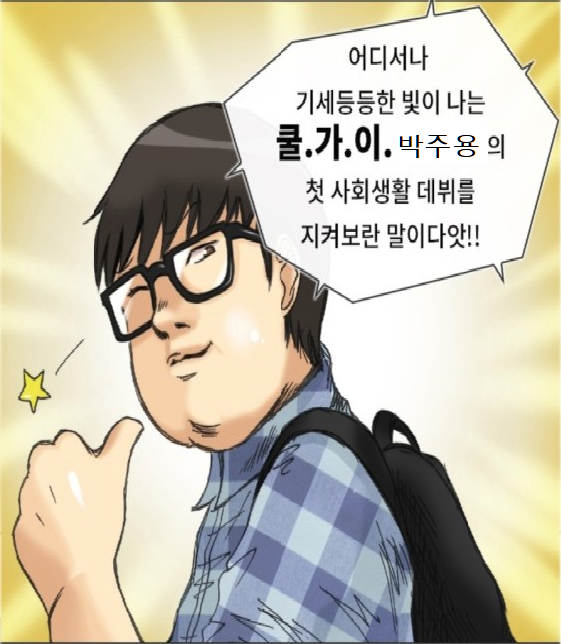 어디서나
기세등등한 빛이 나는
쿨.가.이. 박주용 의
첫 사회생활 데뷔를
지켜보란 말이다앗!!